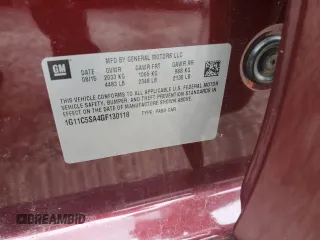 GM
MFD BY GENERAL MOTORS LLC
DATE GVWR GAWR FRT GAWR RR
09/15 2033 KG 1065 KG 968 KG
4483 LB 2348 LB 2135 LB
THIS VEHICLE CONFORMS TO ALL APPLICABLE U.S. FEDERAL MOTOR
VEHICLE SAFETY, BUMPER, AND THEFT PREVENTION STANDARDS IN EFFECT
ON THE DATE OF MANUFACTURE SHOWN ABOVE.
1G11C5SA4GF130118 TYPE: PASS CAR
DREAMBID